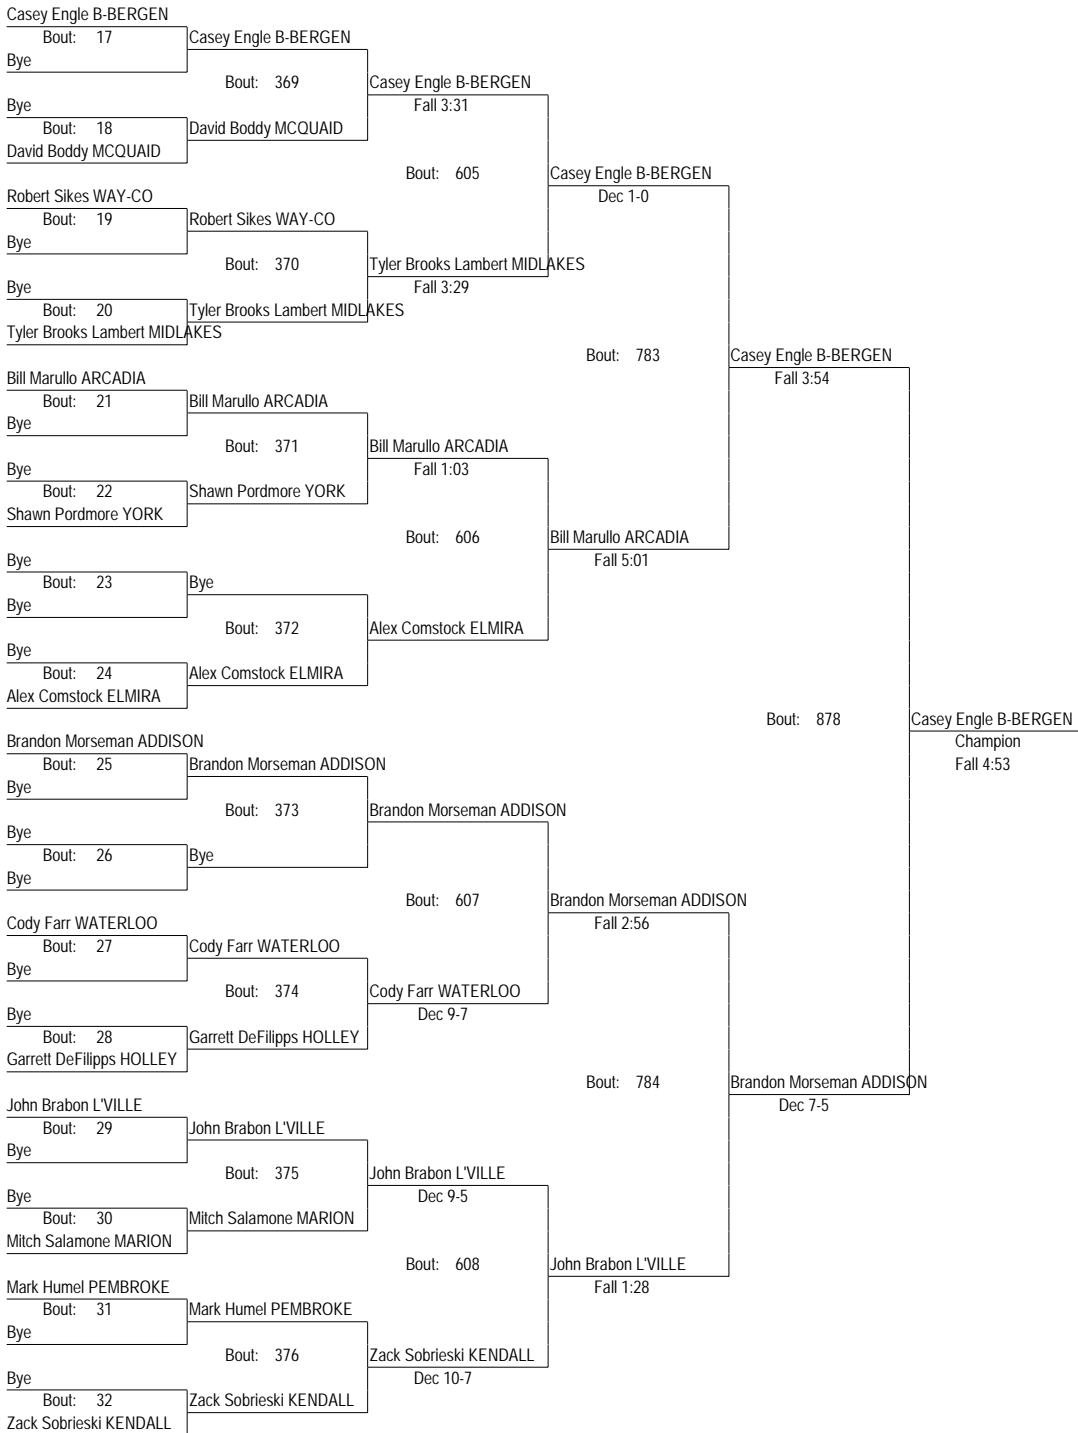 Casey Engle B-BERGEN
Bout: 17 Casey Engle B-BERGEN
Bye
Bout: 369 Casey Engle B-BERGEN
Bye Fall 3:31
Bout: 18 David Boddy MCQUAID
David Boddy MCQUAID
Bout: 605 Casey Engle B-BERGEN
Robert Sikes WAY-CO Dec 1-0
Bout: 19 Robert Sikes WAY-CO
Bye
Bout: 370 Tyler Brooks Lambert MIDLAKES
Bye Fall 3:29
Bout: 20 Tyler Brooks Lambert MIDLAKES
Tyler Brooks Lambert MIDLAKES
Bout: 783 Casey Engle B-BERGEN
Bill Marullo ARCADIA Fall 3:54
Bout: 21 Bill Marullo ARCADIA
Bye
Bout: 371 Bill Marullo ARCADIA
Bye Fall 1:03
Bout: 22 Shawn Pordmore YORK
Shawn Pordmore YORK
Bout: 606 Bill Marullo ARCADIA
Bye Fall 5:01
Bout: 23 Bye
Bye
Bout: 372 Alex Comstock ELMIRA
Bye
Bout: 24 Alex Comstock ELMIRA
Alex Comstock ELMIRA
Bout: 878 Casey Engle B-BERGEN
Brandon Morseman ADDISON Champion
Bout: 25 Brandon Morseman ADDISON Fall 4:53
Bye
Bout: 373 Brandon Morseman ADDISON
Bye
Bout: 26 Bye
Bye
Bout: 607 Brandon Morseman ADDISON
Cody Farr WATERLOO Fall 2:56
Bout: 27 Cody Farr WATERLOO
Bye
Bout: 374 Cody Farr WATERLOO
Bye Dec 9-7
Bout: 28 Garrett DeFilipps HOLLEY
Garrett DeFilipps HOLLEY
Bout: 784 Brandon Morseman ADDISON
John Brabon L'VILLE Dec 7-5
Bout: 29 John Brabon L'VILLE
Bye
Bout: 375 John Brabon L'VILLE
Bye Dec 9-5
Bout: 30 Mitch Salamone MARION
Mitch Salamone MARION
Bout: 608 John Brabon L'VILLE
Mark Humel PEMBROKE Fall 1:28
Bout: 31 Mark Humel PEMBROKE
Bye
Bout: 376 Zack Sobrieski KENDALL
Bye Dec 10-7
Bout: 32 Zack Sobrieski KENDALL
Zack Sobrieski KENDALL